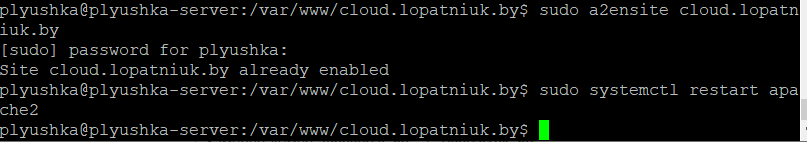 plyushka@plyushka-server:/var/www/cloud.lopatniuk.by$ sudo a2ensite cloud.lopatn
iuk.by
[sudo] password for plyushka:
Site cloud.lopatniuk.by already enabled
plyushka@plyushka-server:/var/www/cloud.lopatniuk.by$ sudo systemctl restart apa
che2
plyushka@plyushka-server:/var/www/cloud.lopatniuk.by$